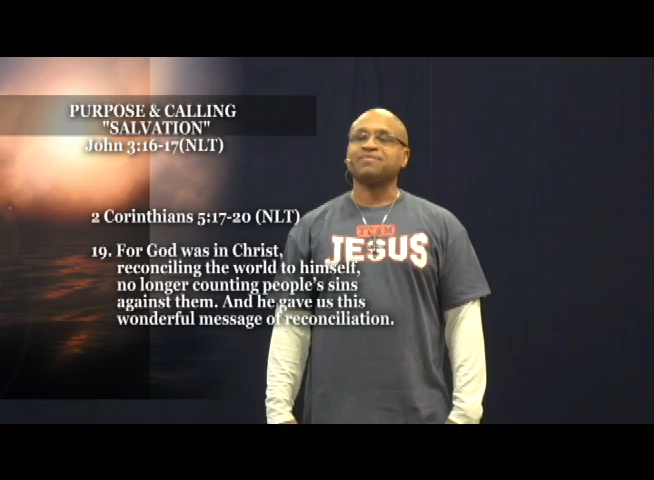 PURPOSE & CALLING
"SALVATION"
John 3:16-17(NLT)
2 Corinthians 5:17-20 (NLT)
19. For God was in Christ,
reconciling the world to himself,
no longer counting people's sins
against them. And he gave us this
wonderful message of reconciliation.
TEAM
JESUS